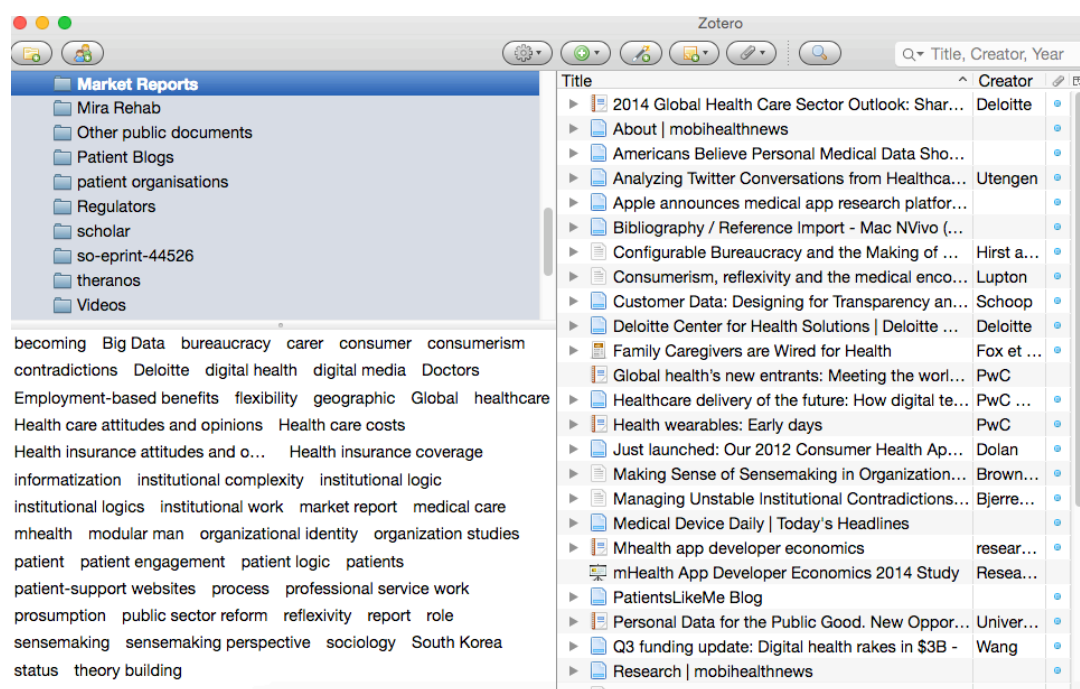 Zotero
Title, Creator, Year
Market Reports
Mira Rehab
Other public documents
Patient Blogs
patient organisations
Regulators
scholar
so-eprint-44526
theranos
Videos
becoming Big Data bureaucracy carer consumer consumerism
contradictions Deloitte digital health digital media Doctors
Employment-based benefits flexibility geographic Global healthcare
Health care attitudes and opinions Health care costs
Health insurance attitudes and o... Health insurance coverage
informatization institutional complexity institutional logic
institutional logics institutional work market report medical care
mhealth modular man organizational identity organization studies
patient patient engagement patient logic patients
patient-support websites process professional service work
prosumption public sector reform reflexivity report role
sensemaking sensemaking perspective sociology South Korea
status theory building
Title Creator
2014 Global Health Care Sector Outlook: Shar... Deloitte
About | mobihealthnews
Americans Believe Personal Medical Data Sho...
Analyzing Twitter Conversations from Healthca... Utengen
Apple announces medical app research platfor...
Bibliography / Reference Import - Mac NVivo (...
Configurable Bureaucracy and the Making of ... Hirst a...
Consumerism, reflexivity and the medical enco... Lupton
Customer Data: Designing for Transparency an... Schoop
Deloitte Center for Health Solutions | Deloitte ... Deloitte
Family Caregivers are Wired for Health Fox et ...
Global health's new entrants: Meeting the worl... PwC
Healthcare delivery of the future: How digital te... PwC ...
Health wearables: Early days PwC
Just launched: Our 2012 Consumer Health Ap... Dolan
Making Sense of Sensemaking in Organization... Brown...
Managing Unstable Institutional Contradictions... Bjerre...
Medical Device Daily | Today's Headlines
Mhealth app developer economics resear...
mHealth App Developer Economics 2014 Study Resea...
PatientsLikeMe Blog
Personal Data for the Public Good. New Oppor... Univer...
Q3 funding update: Digital health rakes in $3B - Wang
Research | mobihealthnews